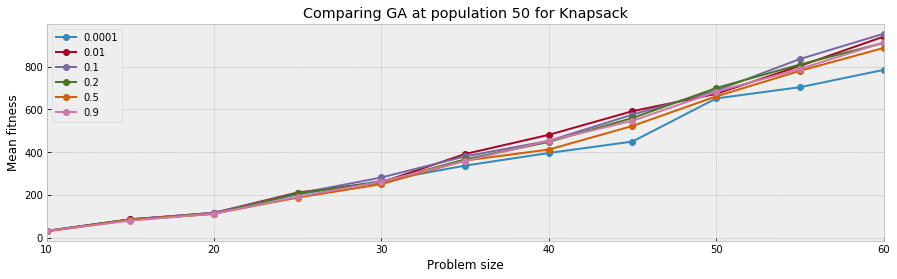 Comparing GA at population 50 for Knapsack
0.0001
0.01
0.1
0.2
0.5
0.9
Mean fitness
800
600
400
200
0
10 20 30 40 50 60
Problem size